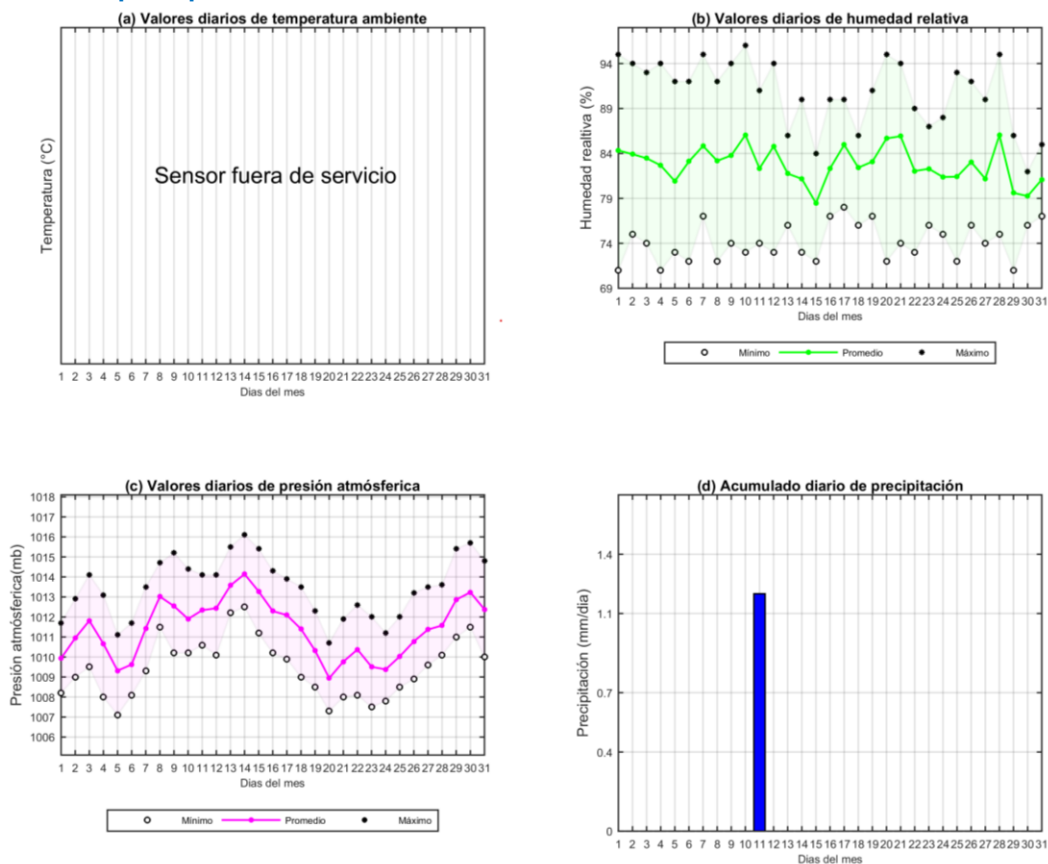 (a) Valores diarios de temperatura ambiente
Temperatura (°C)
Sensor fuera de servicio
1 2 3 4 5 6 7 8 9 10 11 12 13 14 15 16 17 18 19 20 21 22 23 24 25 26 27 28 29 30 31
Dias del mes
(b) Valores diarios de humedad relativa
Humedad realtiva (%)
94
89
84
79
74
69
1 2 3 4 5 6 7 8 9 10 11 12 13 14 15 16 17 18 19 20 21 22 23 24 25 26 27 28 29 30 31
Dias del mes
Mínimo Promedio Máximo
(c) Valores diarios de presión atmósferica
Presión atmósferica(mb)
1018
1017
1016
1015
1014
1013
1012
1011
1010
1009
1008
1007
1006
1 2 3 4 5 6 7 8 9 10 11 12 13 14 15 16 17 18 19 20 21 22 23 24 25 26 27 28 29 30 31
Dias del mes
Mínimo Promedio Máximo
(d) Acumulado diario de precipitación
Precipitación (mm/dia)
1.4
1.1
0.7
0.4
0
1 2 3 4 5 6 7 8 9 10 11 12 13 14 15 16 17 18 19 20 21 22 23 24 25 26 27 28 29 30 31
Dias del mes